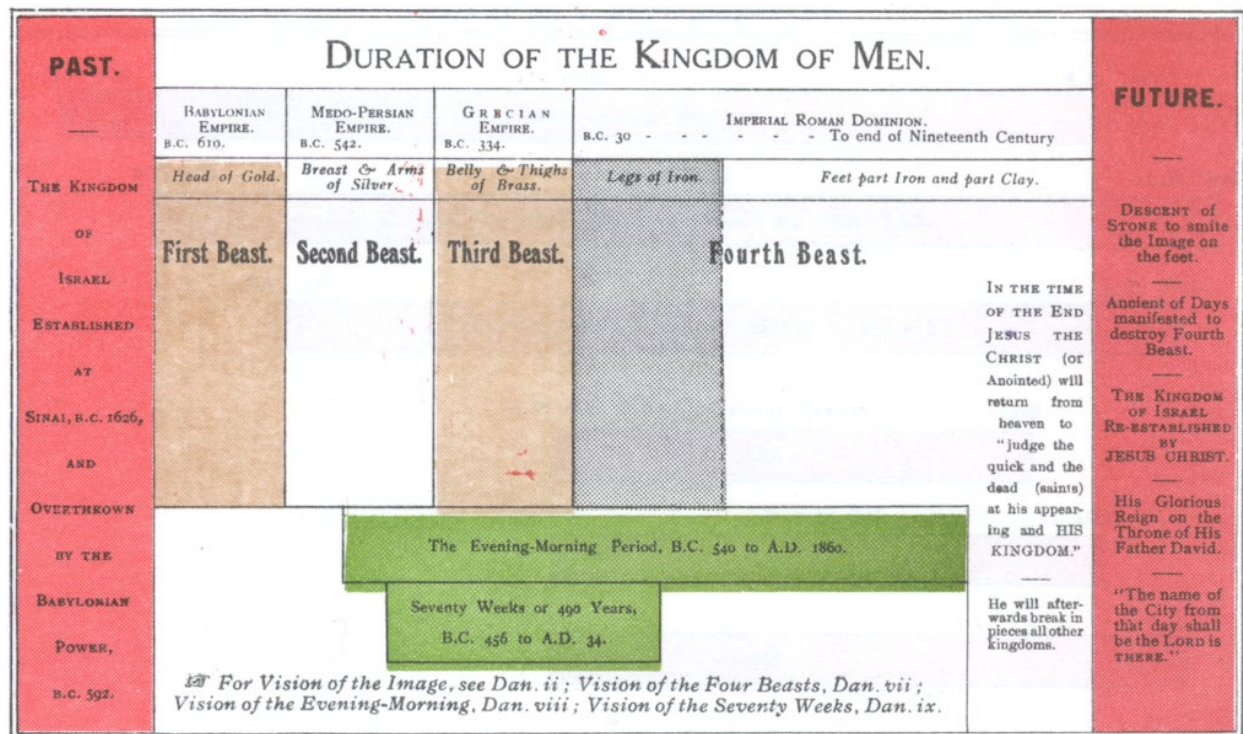 PAST.
THE KINGDOM
OF
ISRAEL
ESTABLISHED
AT
SINAI, B.C. 1626,
AND
OVERTHROWN
BY THE
BABYLONIAN
POWER,
B.C. 592.
DURATION OF THE KINGDOM OF MEN.
BABYLONIAN
EMPIRE.
B.C. 610.
MEDO-PERSIAN
EMPIRE.
B.C. 542.
GRECIAN
EMPIRE.
B.C. 334.
IMPERIAL ROMAN DOMINION.
B.C. 30 - - - - - - - To end of Nineteenth Century
Head of Gold.
Breast & Arms
of Silver.
Belly & Thighs
of Brass.
Legs of Iron.
Feet part Iron and part Clay.
First Beast.
Second Beast.
Third Beast.
Fourth Beast.
IN THE TIME
OF THE END
JESUS THE
CHRIST (or
Anointed) will
return from
heaven to
"judge the
quick and the
dead (saints)
at his appear-
ing and HIS
KINGDOM."
He will after-
wards break in
pieces all other
kingdoms.
The Evening-Morning Period, B.C. 540 to A.D. 1860.
Seventy Weeks or 490 Years,
B.C. 456 to A.D. 34.
☞ For Vision of the Image, see Dan. ii ; Vision of the Four Beasts, Dan. vii ;
Vision of the Evening-Morning, Dan. viii ; Vision of the Seventy Weeks, Dan. ix.
FUTURE.
DESCENT of
STONE to smite
the Image on
the feet.
Ancient of Days
manifested to
destroy Fourth
Beast.
THE KINGDOM
OF ISRAEL
RE-ESTABLISHED
BY
JESUS CHRIST.
His Glorious
Reign on the
Throne of His
Father David.
"The name of
the City from
that day shall
be the LORD IS
THERE."